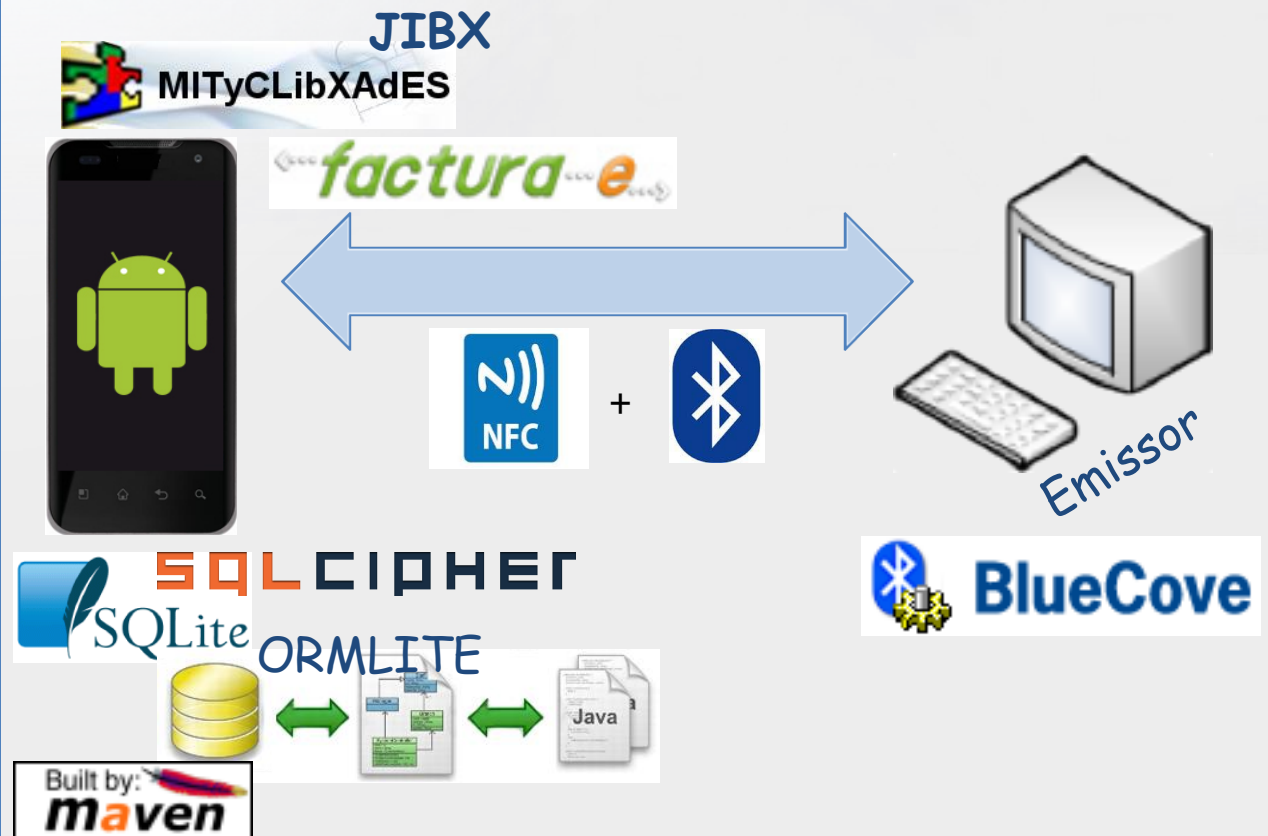 JIBX
MITyCLibXAdES
factura e
NFC
+
Emissor
SQLCIPHER
SQLite
ORMLITE
BlueCove
Java
Built by:
maven